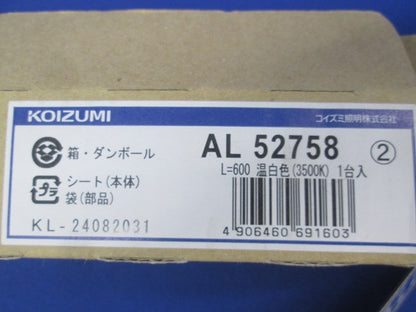 KOIZUMI
コイズミ照明株式会社
箱・ダンボール
AL 52758
②
L=600 温白色(3500K) 1台入
プラ
シート(本体)
袋(部品)
KL-24082031
4 906460 691603